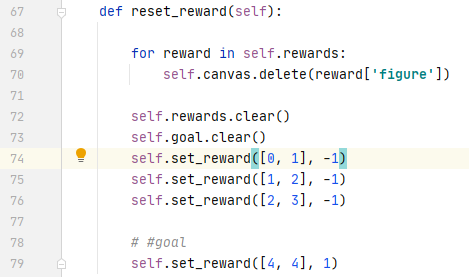 67 def reset_reward(self):
68
69 for reward in self.rewards:
70 self.canvas.delete(reward['figure'])
71
72 self.rewards.clear()
73 self.goal.clear()
74 self.set_reward([0, 1], -1)
75 self.set_reward([1, 2], -1)
76 self.set_reward([2, 3], -1)
77
78 # #goal
79 self.set_reward([4, 4], 1)